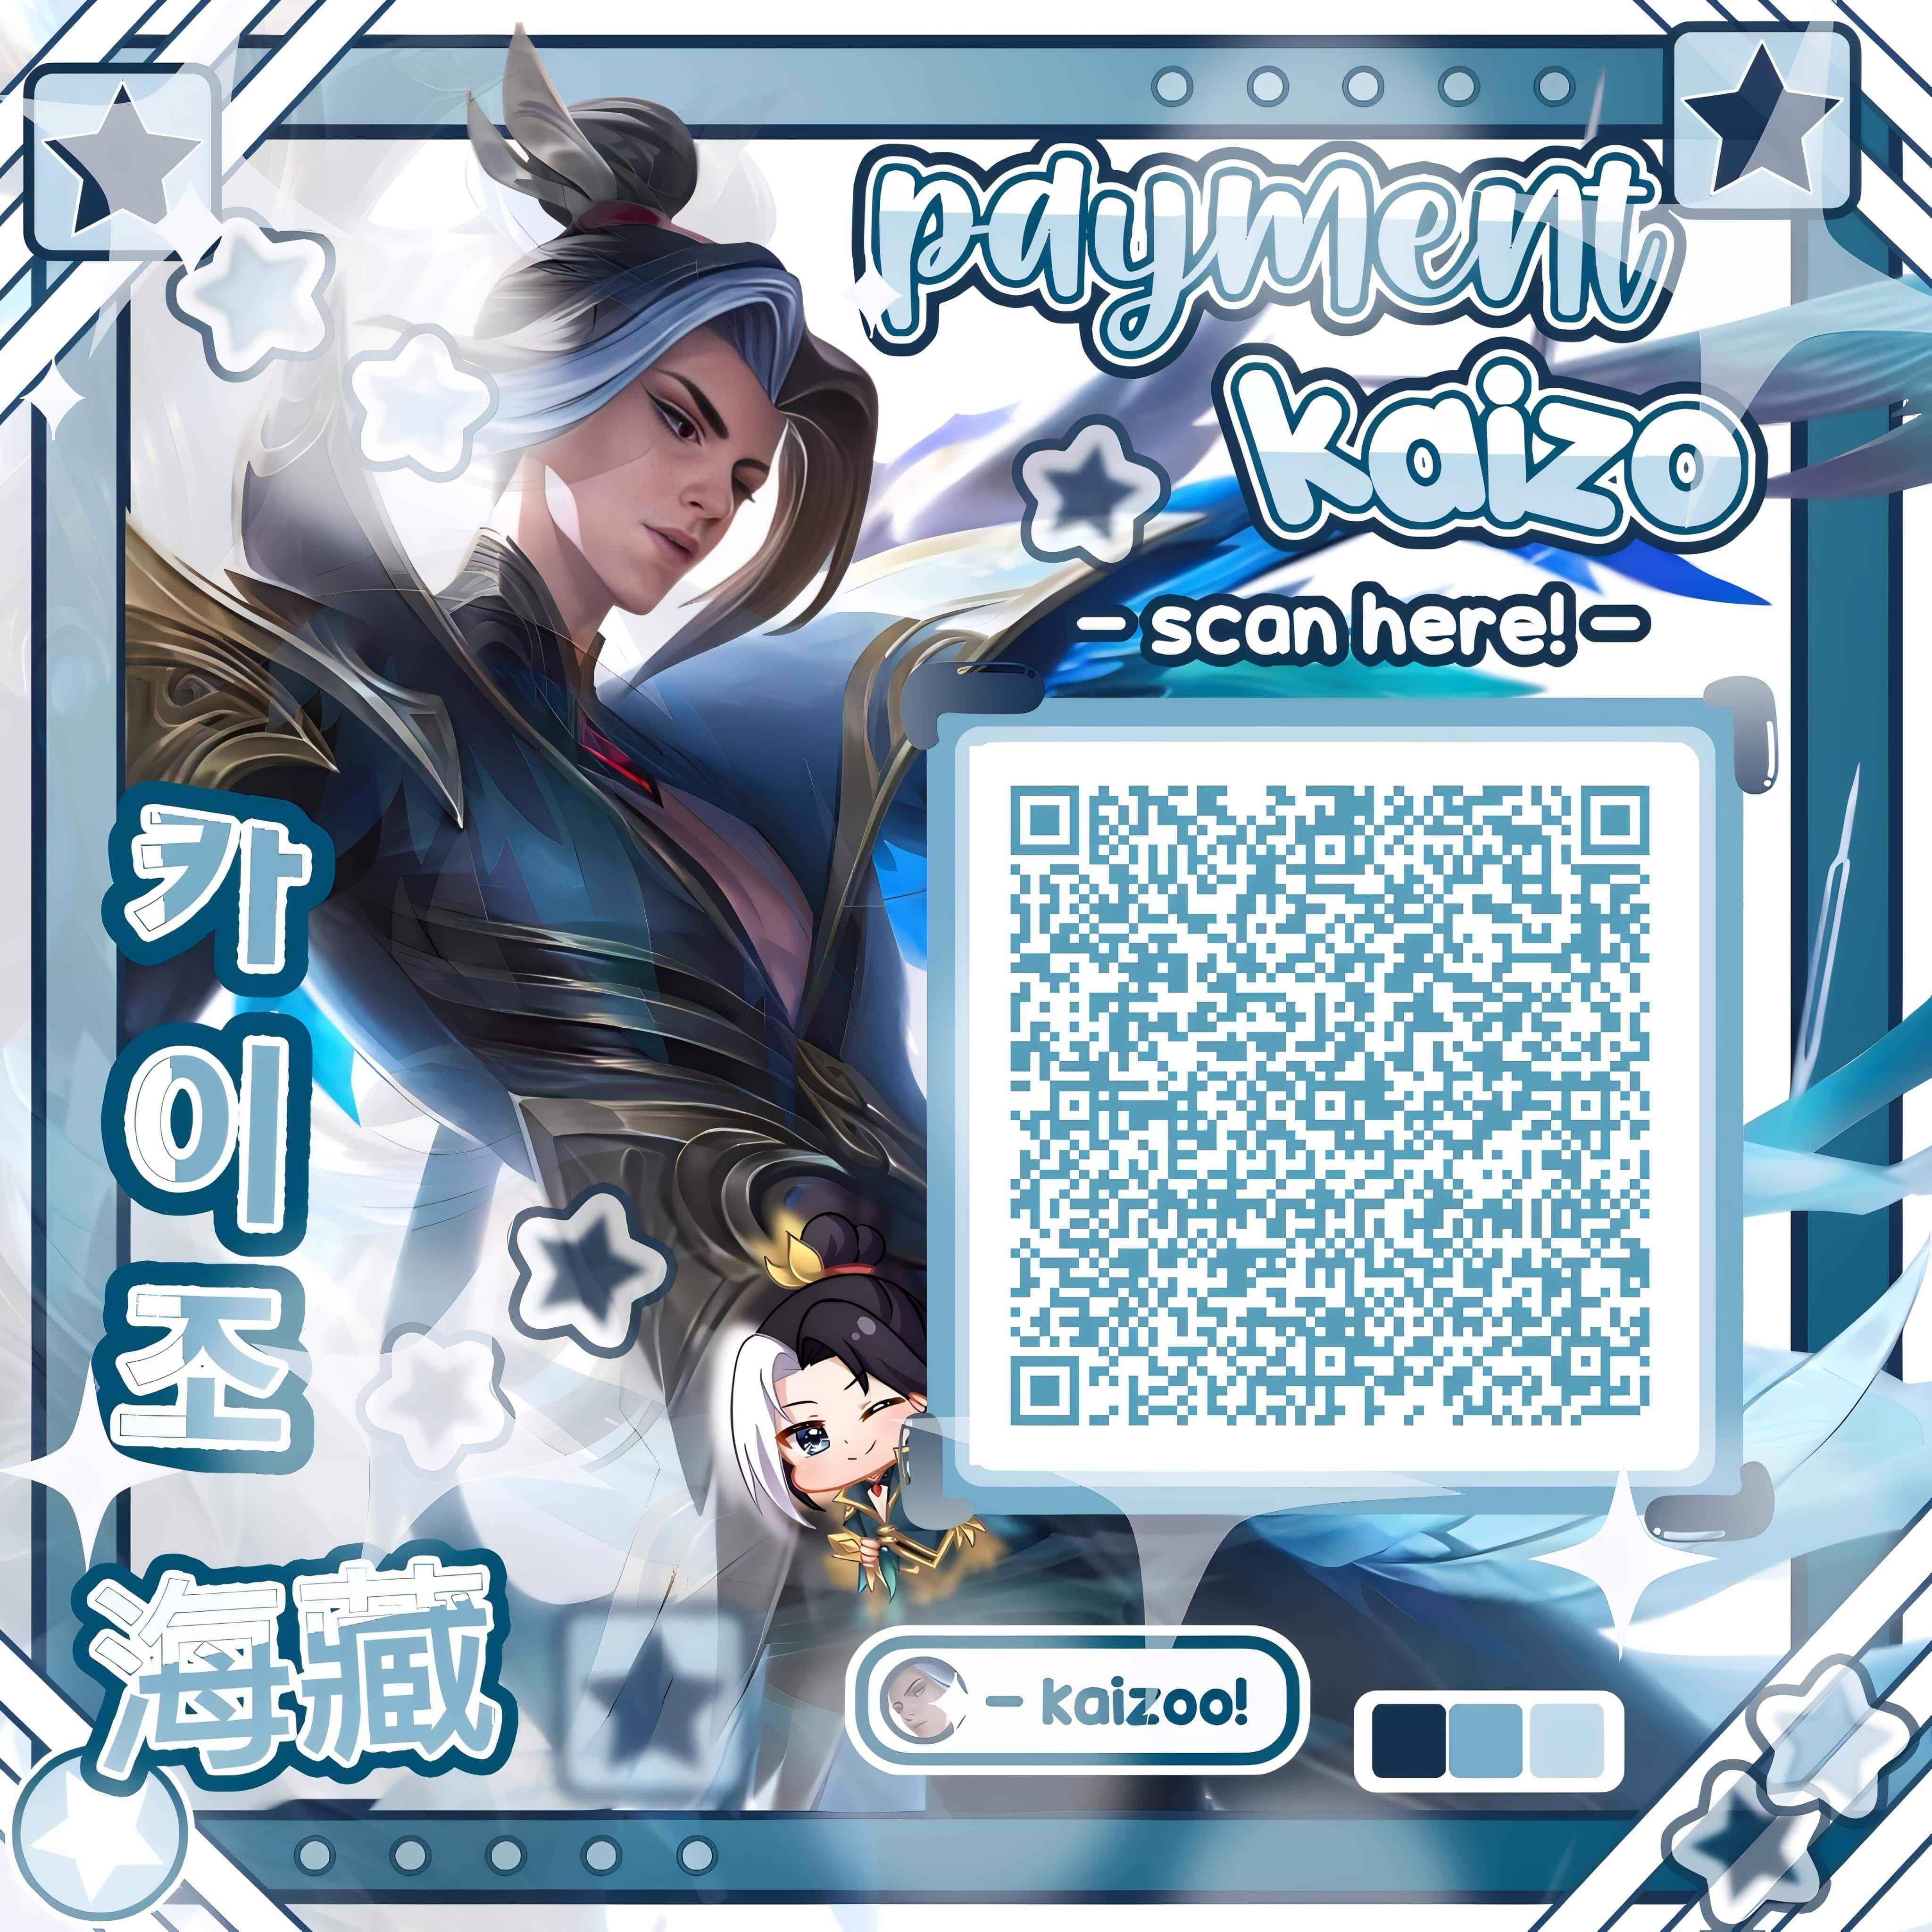 payment
kaizo
- scan here! -
카
이
조
海藏
- kaizoo!